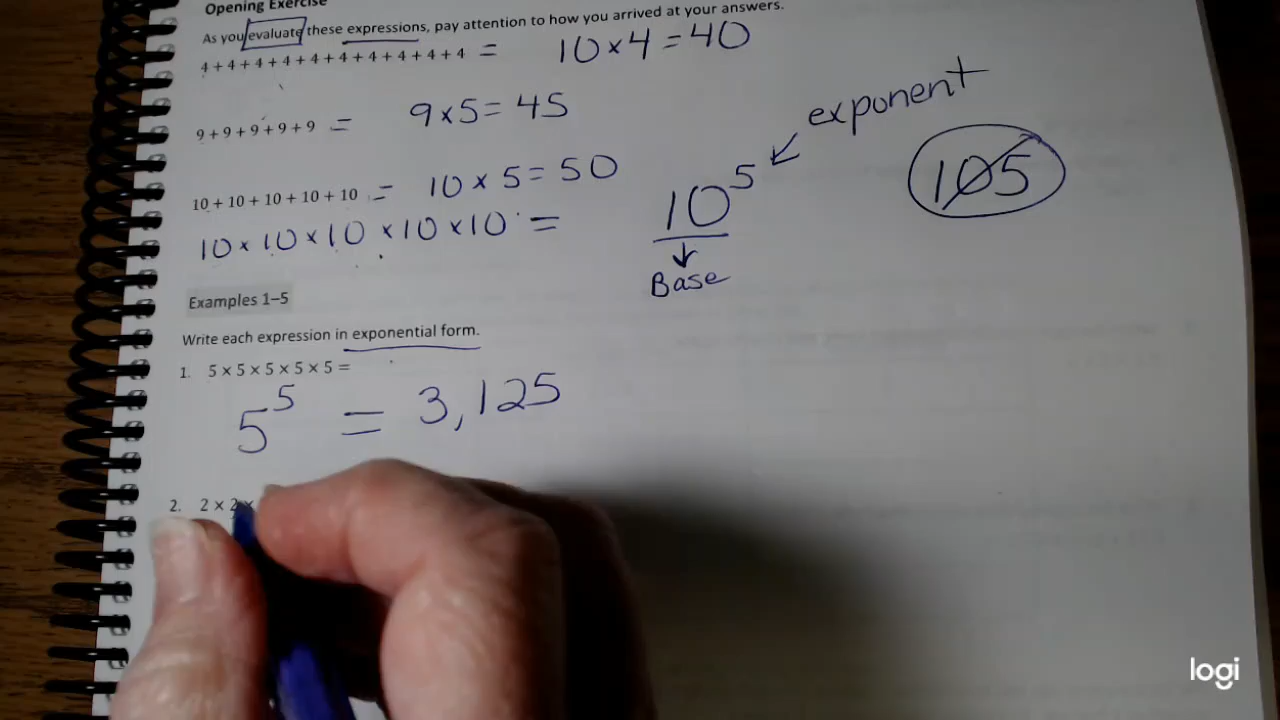 Opening Exercise
As you evaluate these expressions, pay attention to how you arrived at your answers.
4 + 4 + 4 + 4 + 4 + 4 + 4 + 4 + 4 + 4 = 10 × 4 = 40
exponent
9 + 9 + 9 + 9 + 9 = 9 × 5 = 45
10 + 10 + 10 + 10 + 10 = 10 × 5 = 50
10⁵
105
10 × 10 × 10 × 10 × 10 =
Base
Examples 1–5
Write each expression in exponential form.
1. 5 × 5 × 5 × 5 × 5 =
5⁵ = 3,125
2. 2 × 2 ×
logi